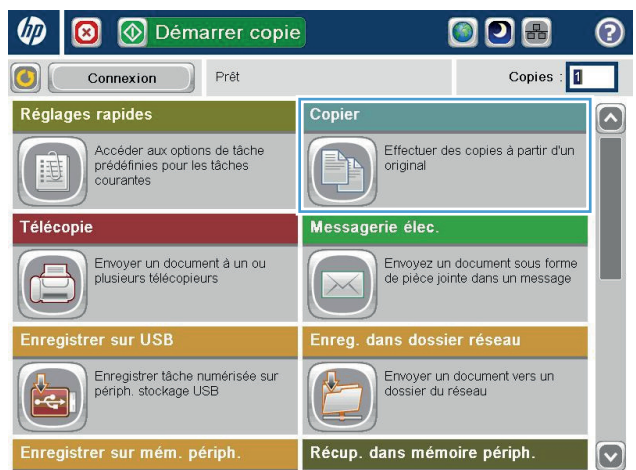 hp
Démarrer copie
?
Connexion
Prêt
Copies : 1
Réglages rapides
Accéder aux options de tâche
prédéfinies pour les tâches
courantes
Copier
Effectuer des copies à partir d'un
original
Télécopie
Envoyer un document à un ou
plusieurs télécopieurs
Messagerie élec.
Envoyez un document sous forme
de pièce jointe dans un message
Enregistrer sur USB
Enregistrer tâche numérisée sur
périph. stockage USB
Enreg. dans dossier réseau
Envoyer un document vers un
dossier du réseau
Enregistrer sur mém. périph.
Récup. dans mémoire périph.